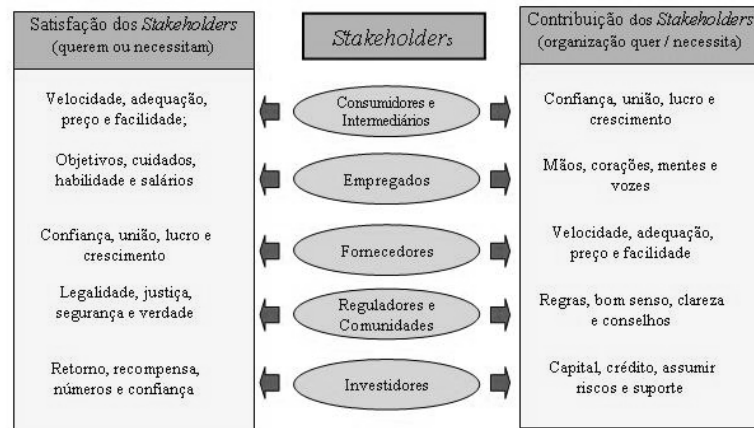 Satisfação dos Stakeholders
(querem ou necessitam)
Stakeholders
Contribuição dos Stakeholders
(organização quer / necessita)
Velocidade, adequação,
preço e facilidade;
Consumidores e
Intermediários
Confiança, união, lucro e
crescimento
Objetivos, cuidados,
habilidade e salários
Empregados
Mãos, corações, mentes e
vozes
Confiança, união, lucro e
crescimento
Fornecedores
Velocidade, adequação,
preço e facilidade
Legalidade, justiça,
segurança e verdade
Reguladores e
Comunidades
Regras, bom senso, clareza
e conselhos
Retorno, recompensa,
números e confiança
Investidores
Capital, crédito, assumir
riscos e suporte